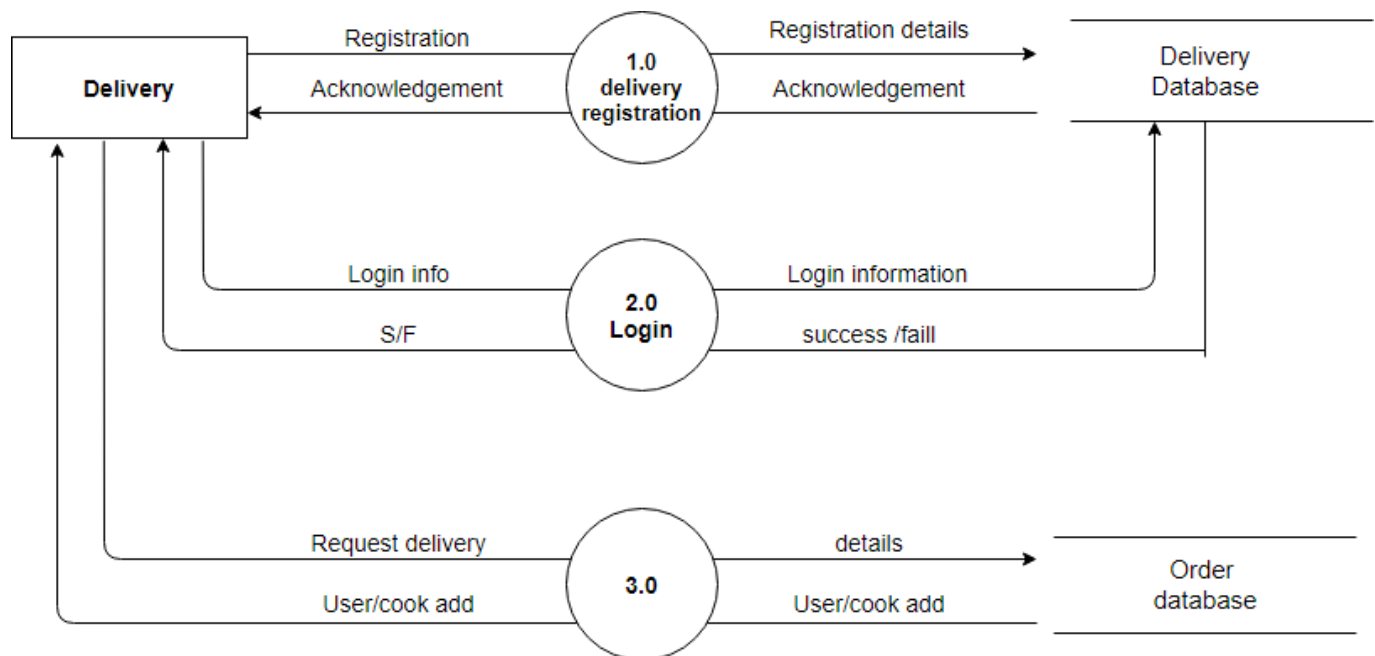 Registration
Registration details
Delivery
1.0
delivery
registration
Delivery
Database
Acknowledgement
Acknowledgement
Login info
Login information
2.0
Login
S/F
success /faill
Request delivery
details
3.0
Order
database
User/cook add
User/cook add